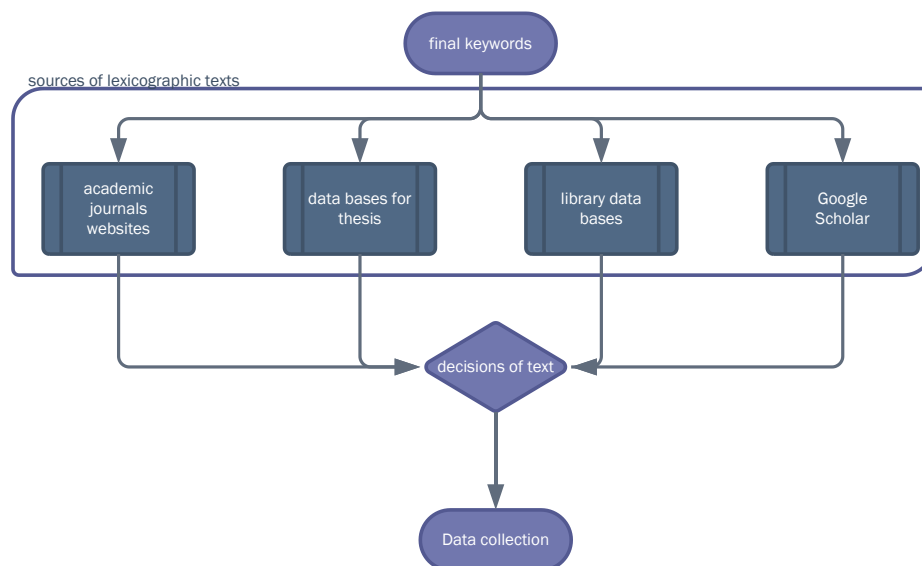 final keywords
sources of lexicographic texts
academic
journals
websites
data bases for
thesis
library data
bases
Google
Scholar
decisions of text
Data collection